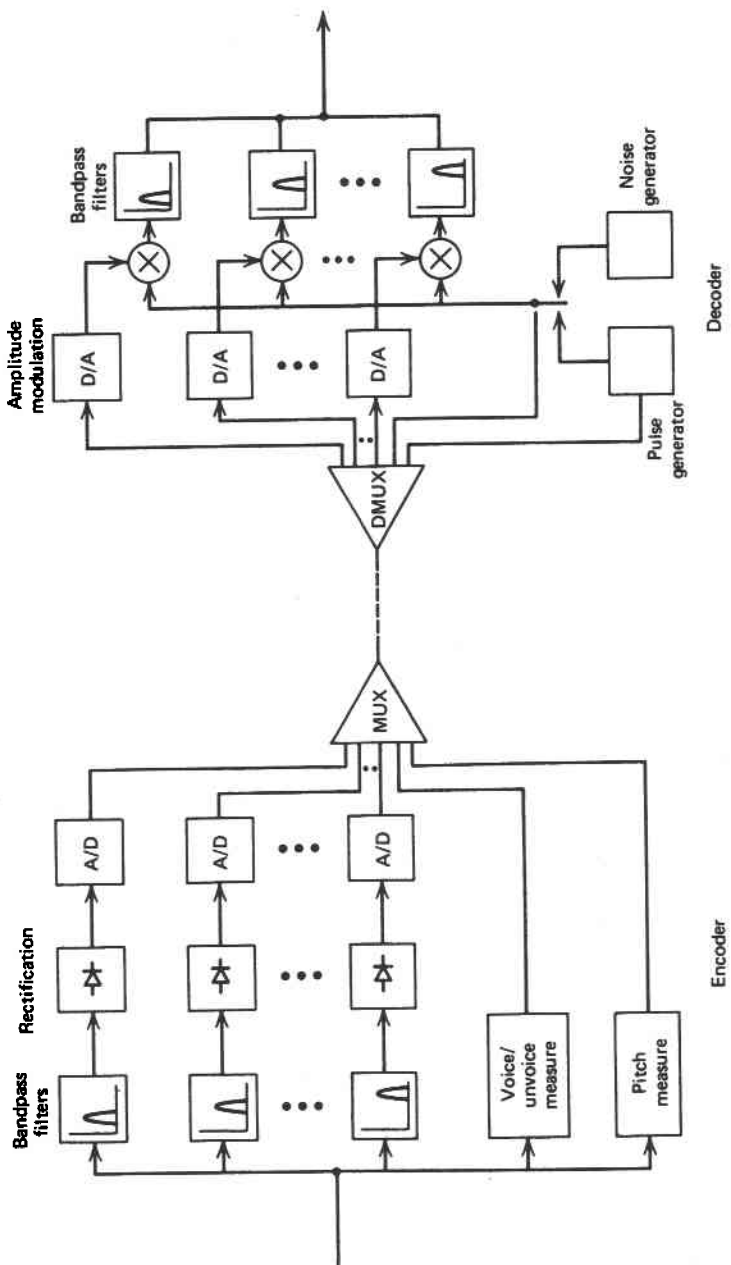 Bandpass
filters
Rectification
A/D
A/D
A/D
Voice/
unvoice
measure
Pitch
measure
MUX
Encoder
DMUX
Amplitude
modulation
D/A
D/A
D/A
Bandpass
filters
Pulse
generator
Noise
generator
Decoder